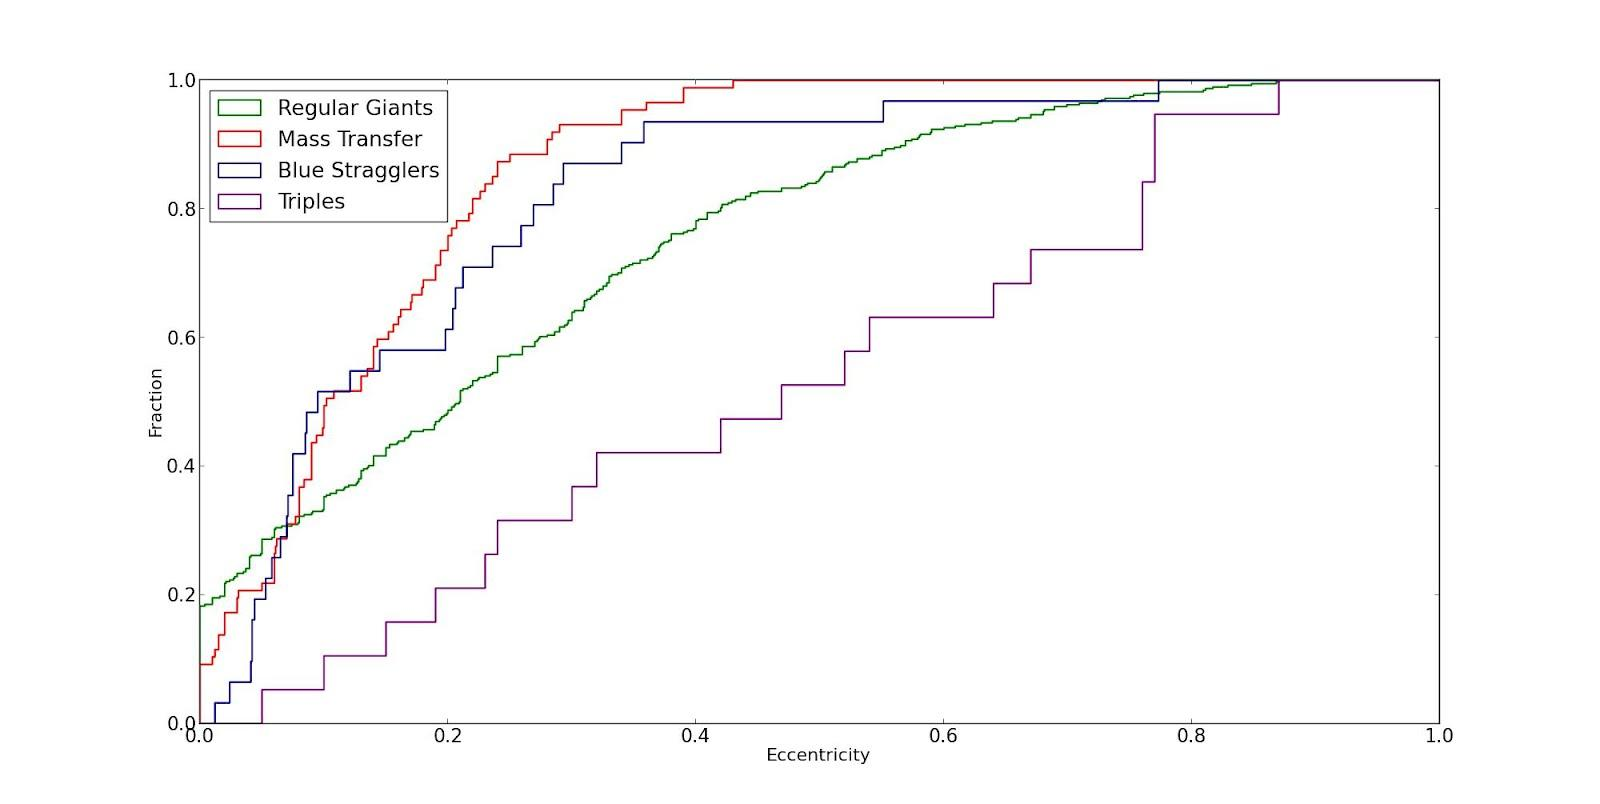 1.0
Regular Giants
Mass Transfer
Blue Stragglers
Triples
0.8
0.6
Fraction
0.4
0.2
0.0
0.0 0.2 0.4 0.6 0.8 1.0
Eccentricity